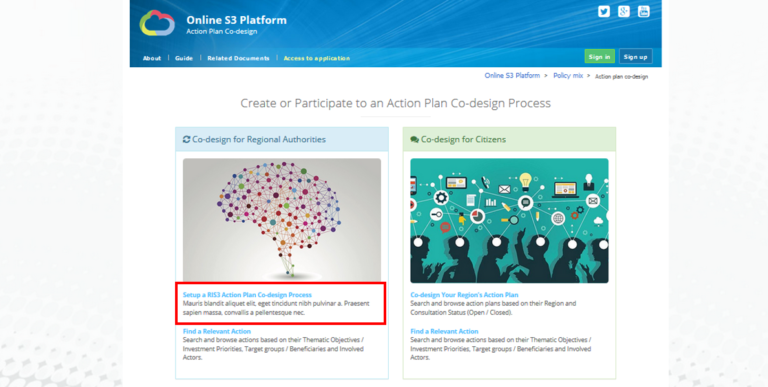 Online S3 Platform
Action Plan Co-design
About
Guide
Related Documents
Access to application
Sign in
Sign up
Online S3 Platform > Policy mix > Action plan co-design
Create or Participate to an Action Plan Co-design Process
Co-design for Regional Authorities
Setup a RIS3 Action Plan Co-design Process
Mauris blandit aliquet elit, eget tincidunt nibh pulvinar a. Praesent
sapien massa, convallis a pellentesque nec.
Find a Relevant Action
Search and browse actions based on their Thematic Objectives /
Investment Priorities, Target groups / Beneficiaries and Involved
Actors.
Co-design for Citizens
Co-design Your Region's Action Plan
Search and browse action plans based on their Region and
Consultation Status (Open / Closed).
Find a Relevant Action
Search and browse actions based on their Thematic Objectives /
Investment Priorities, Target groups / Beneficiaries and Involved
Actors.